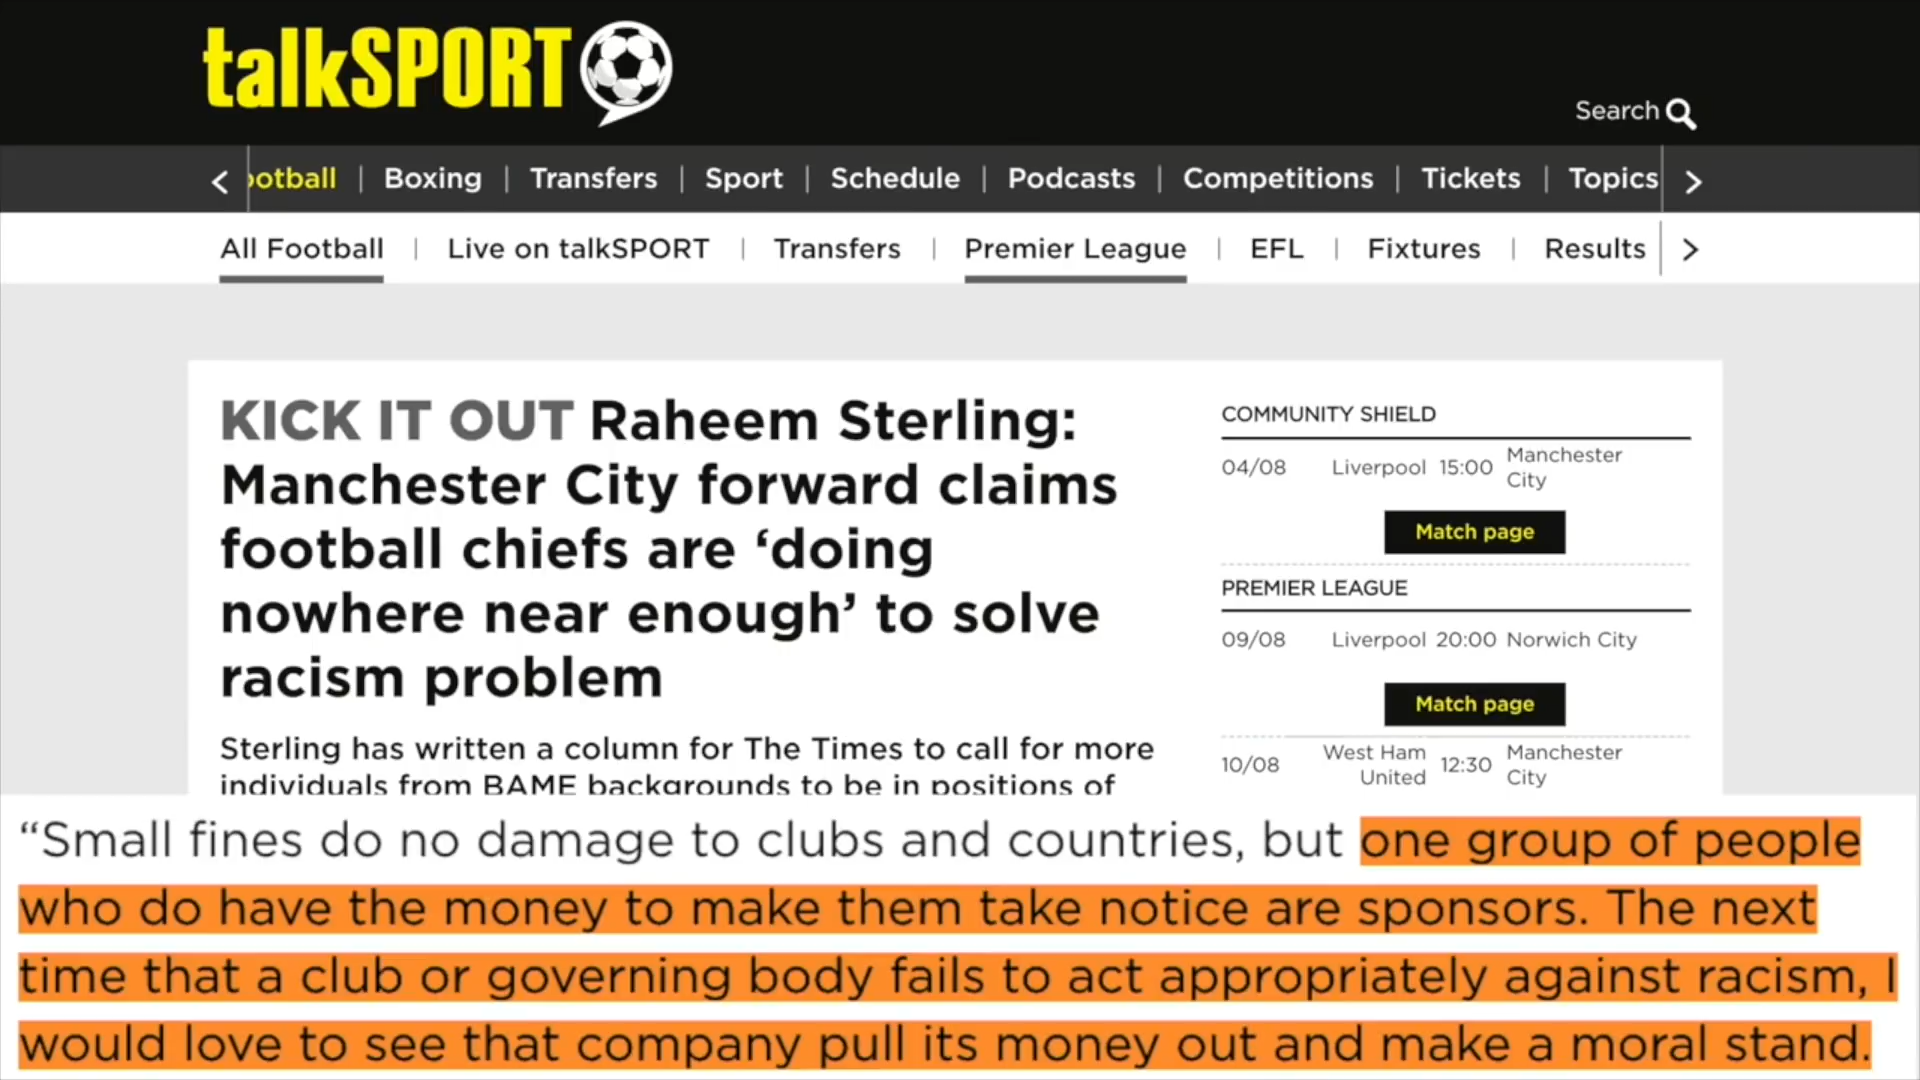 talkSPORT
Search
otball | Boxing | Transfers | Sport | Schedule | Podcasts | Competitions | Tickets | Topics
All Football | Live on talkSPORT | Transfers | Premier League | EFL | Fixtures | Results
KICK IT OUT Raheem Sterling:
Manchester City forward claims
football chiefs are ‘doing
nowhere near enough’ to solve
racism problem
Sterling has written a column for The Times to call for more
individuals from BAME backgrounds to be in positions of
COMMUNITY SHIELD
04/08 Liverpool 15:00 Manchester
City
Match page
PREMIER LEAGUE
09/08 Liverpool 20:00 Norwich City
Match page
10/08 West Ham United 12:30 Manchester
City
“Small fines do no damage to clubs and countries, but one group of people
who do have the money to make them take notice are sponsors. The next
time that a club or governing body fails to act appropriately against racism, I
would love to see that company pull its money out and make a moral stand.